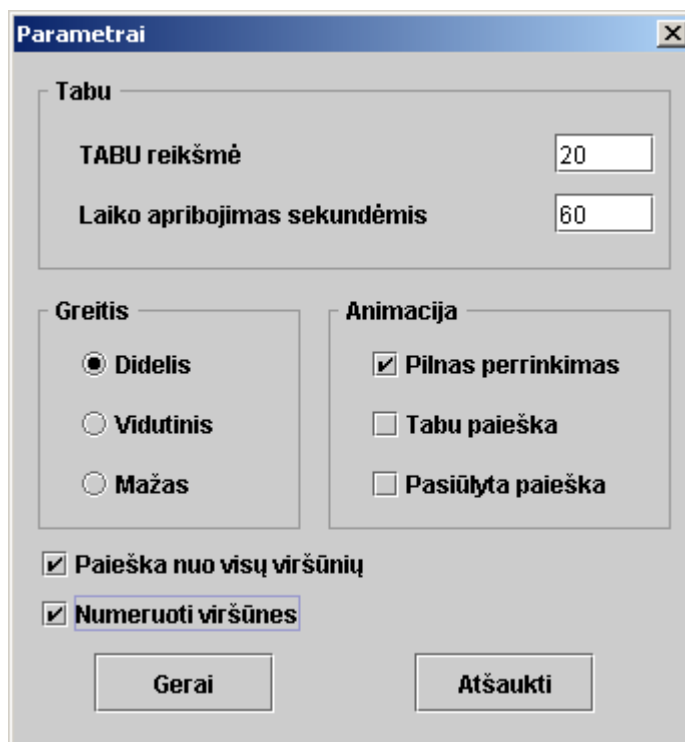 Parametrai
Tabu
TABU reikšmė 20
Laiko apribojimas sekundėmis 60
Greitis
Didelis
Vidutinis
Mažas
Animacija
Pilnas perrinkimas
Tabu paieška
Pasiūlyta paieška
Paieška nuo visų viršūnių
Numeruoti viršūnes
Gerai Atšaukti